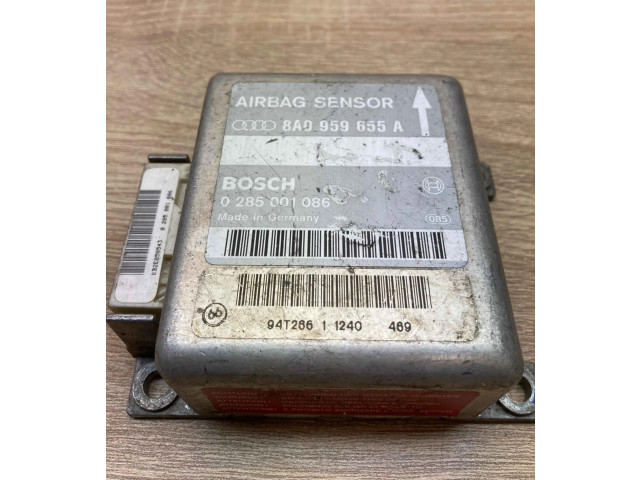 AIRBAG SENSOR
8A0 959 655 A
BOSCH
0 285 001 086
Made in Germany
085
94T266 1 1240 469